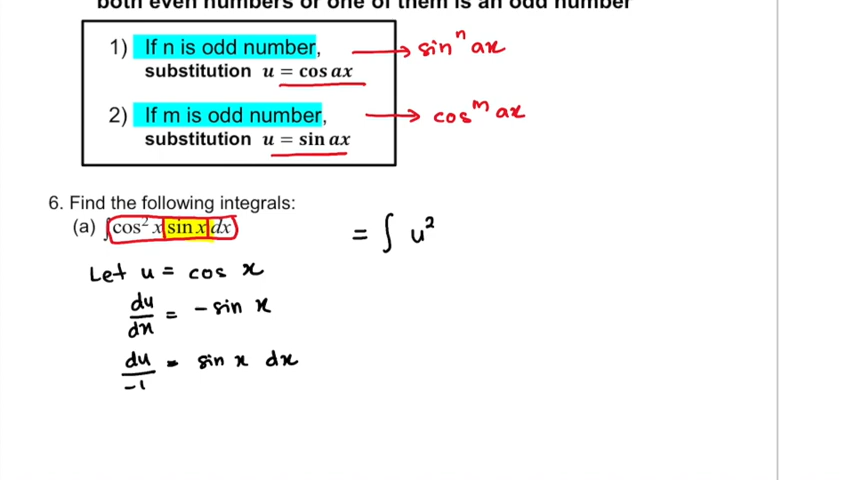 both even numbers or one of them is an odd number
1) If n is odd number, → sinⁿ ax
substitution u = cos ax
2) If m is odd number, → cosᵐ ax
substitution u = sin ax
6. Find the following integrals:
(a) ∫cos² x sin x dx = ∫ u²
Let u = cos x
du/dx = - sin x
du/-1 = sin x dx